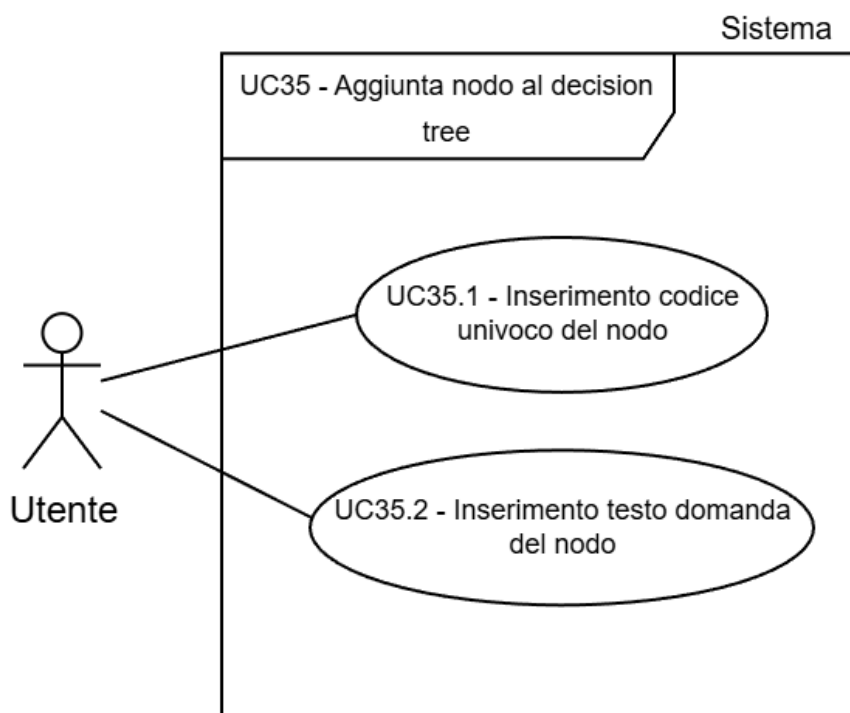 Sistema
UC35 - Aggiunta nodo al decision
tree
UC35.1 - Inserimento codice
univoco del nodo
Utente
UC35.2 - Inserimento testo domanda
del nodo